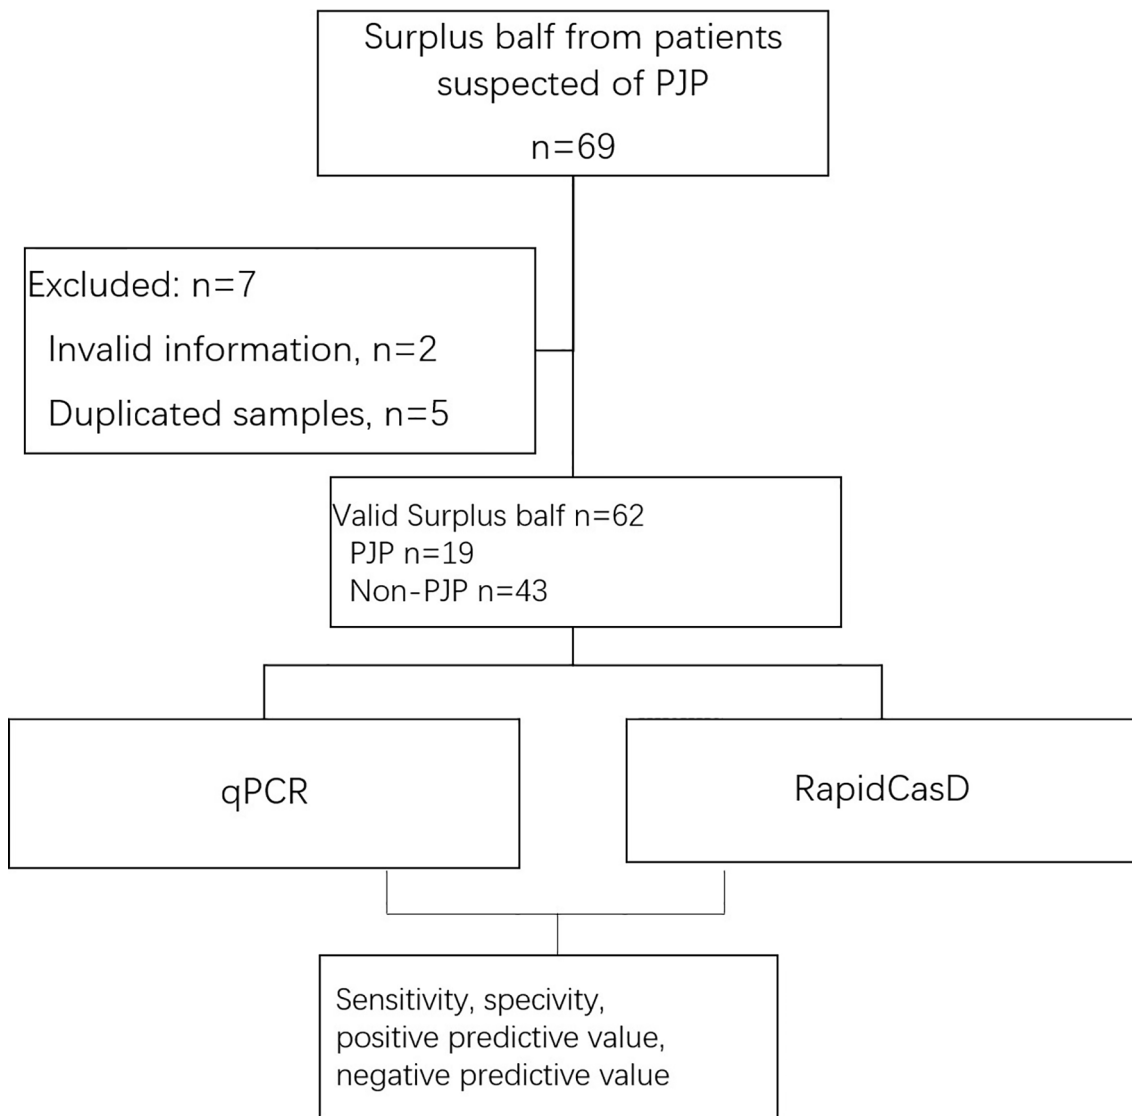 Surplus balf from patients
suspected of PJP
n=69
Excluded: n=7
Invalid information, n=2
Duplicated samples, n=5
Valid Surplus balf n=62
PJP n=19
Non-PJP n=43
qPCR
RapidCasD
Sensitivity, specivity,
positive predictive value,
negative predictive value